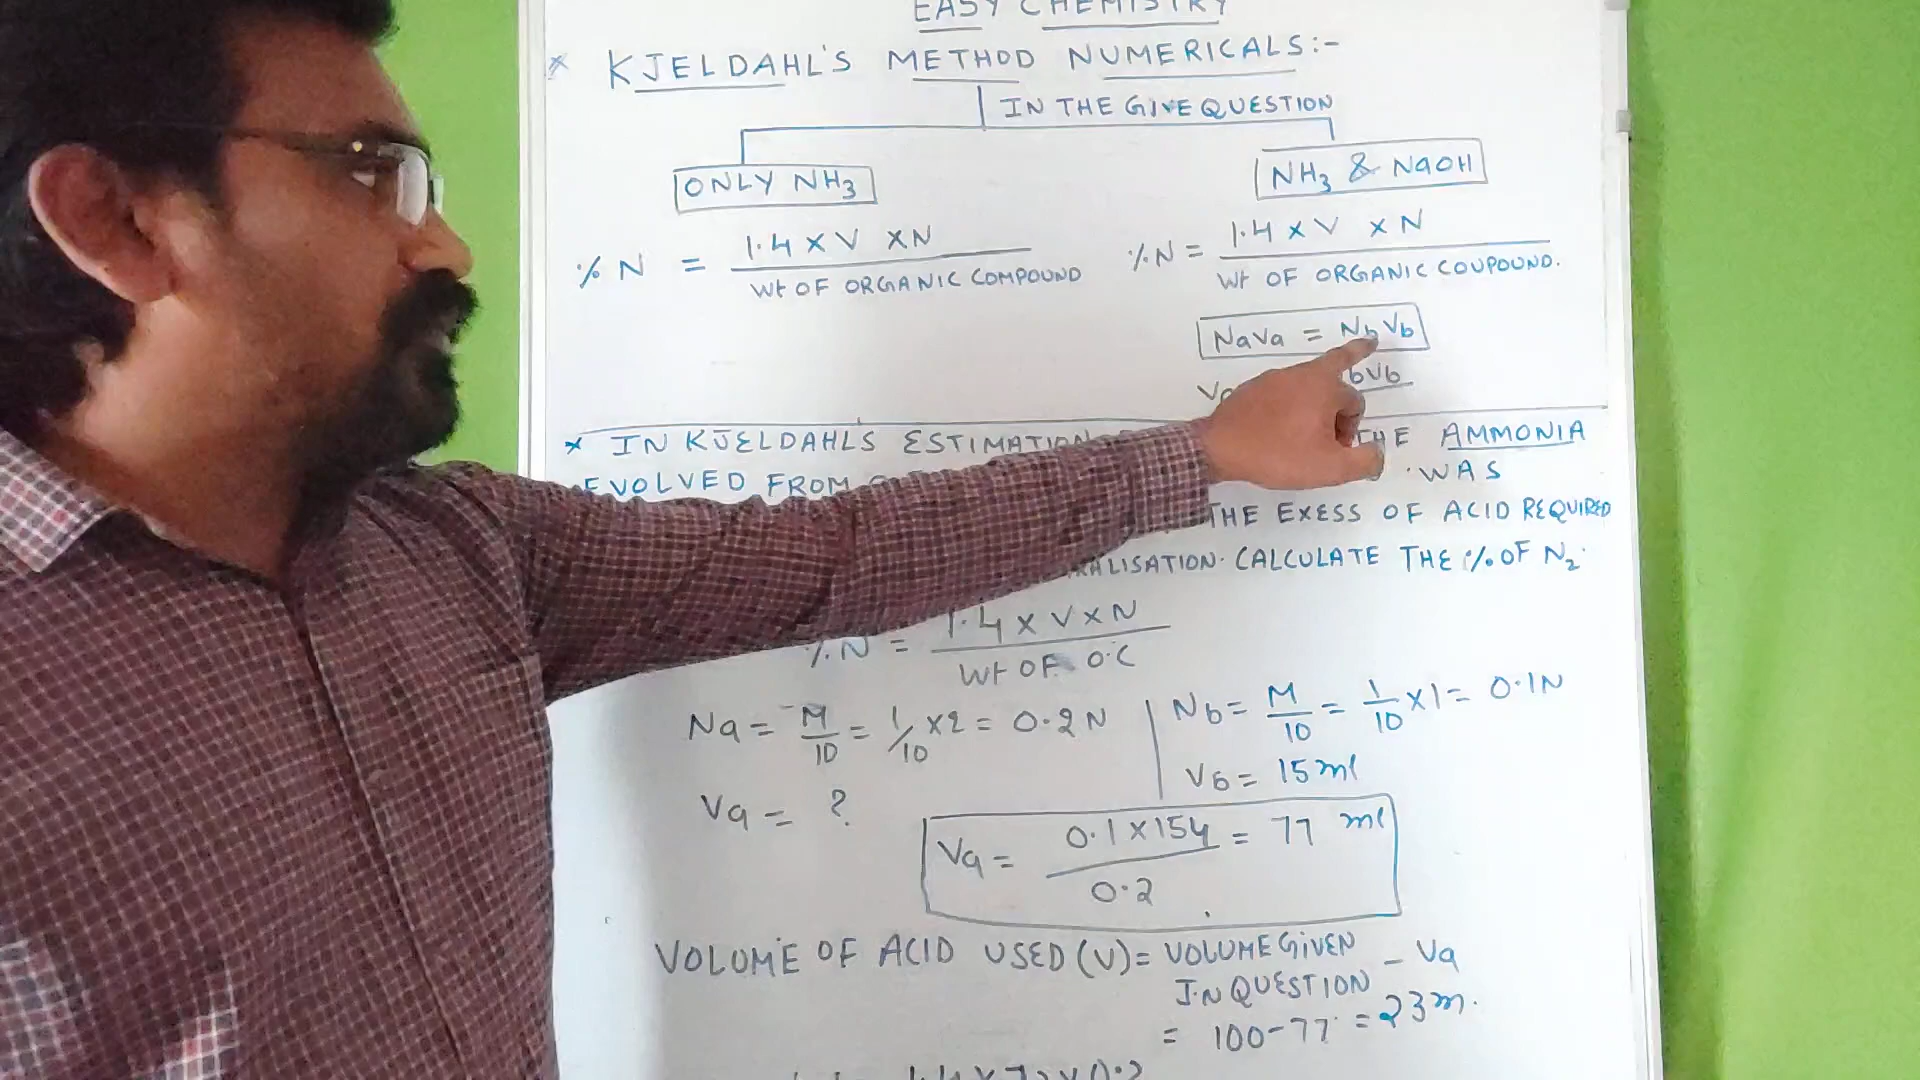 EASY CHEMISTRY
* KJELDAHL'S METHOD NUMERICALS:-
IN THE GIVE QUESTION
ONLY NH3
NH3 & NaOH
% N = 1.4 X V X N
Wt OF ORGANIC COMPOUND
% N = 1.4 X V X N
Wt OF ORGANIC COUPOUND.
NaVa = NbVb
bVb
* IN KJELDAHL'S ESTIMATION THE AMMONIA
EVOLVED FROM WAS
THE EXESS OF ACID REQUIRED
ALISATION. CALCULATE THE % OF N2.
% N = 1.4 X V X N
Wt OF O.C
Na = M/10 = 1/10 x 2 = 0.2 N
Nb = M/10 = 1/10 x 1 = 0.1N
Va = ?
Vb = 15 ml
Va = 0.1 X 154 / 0.2 = 77 ml
VOLUME OF ACID USED (V) = VOLUME GIVEN IN QUESTION - Va
= 100 - 77 = 23 m.